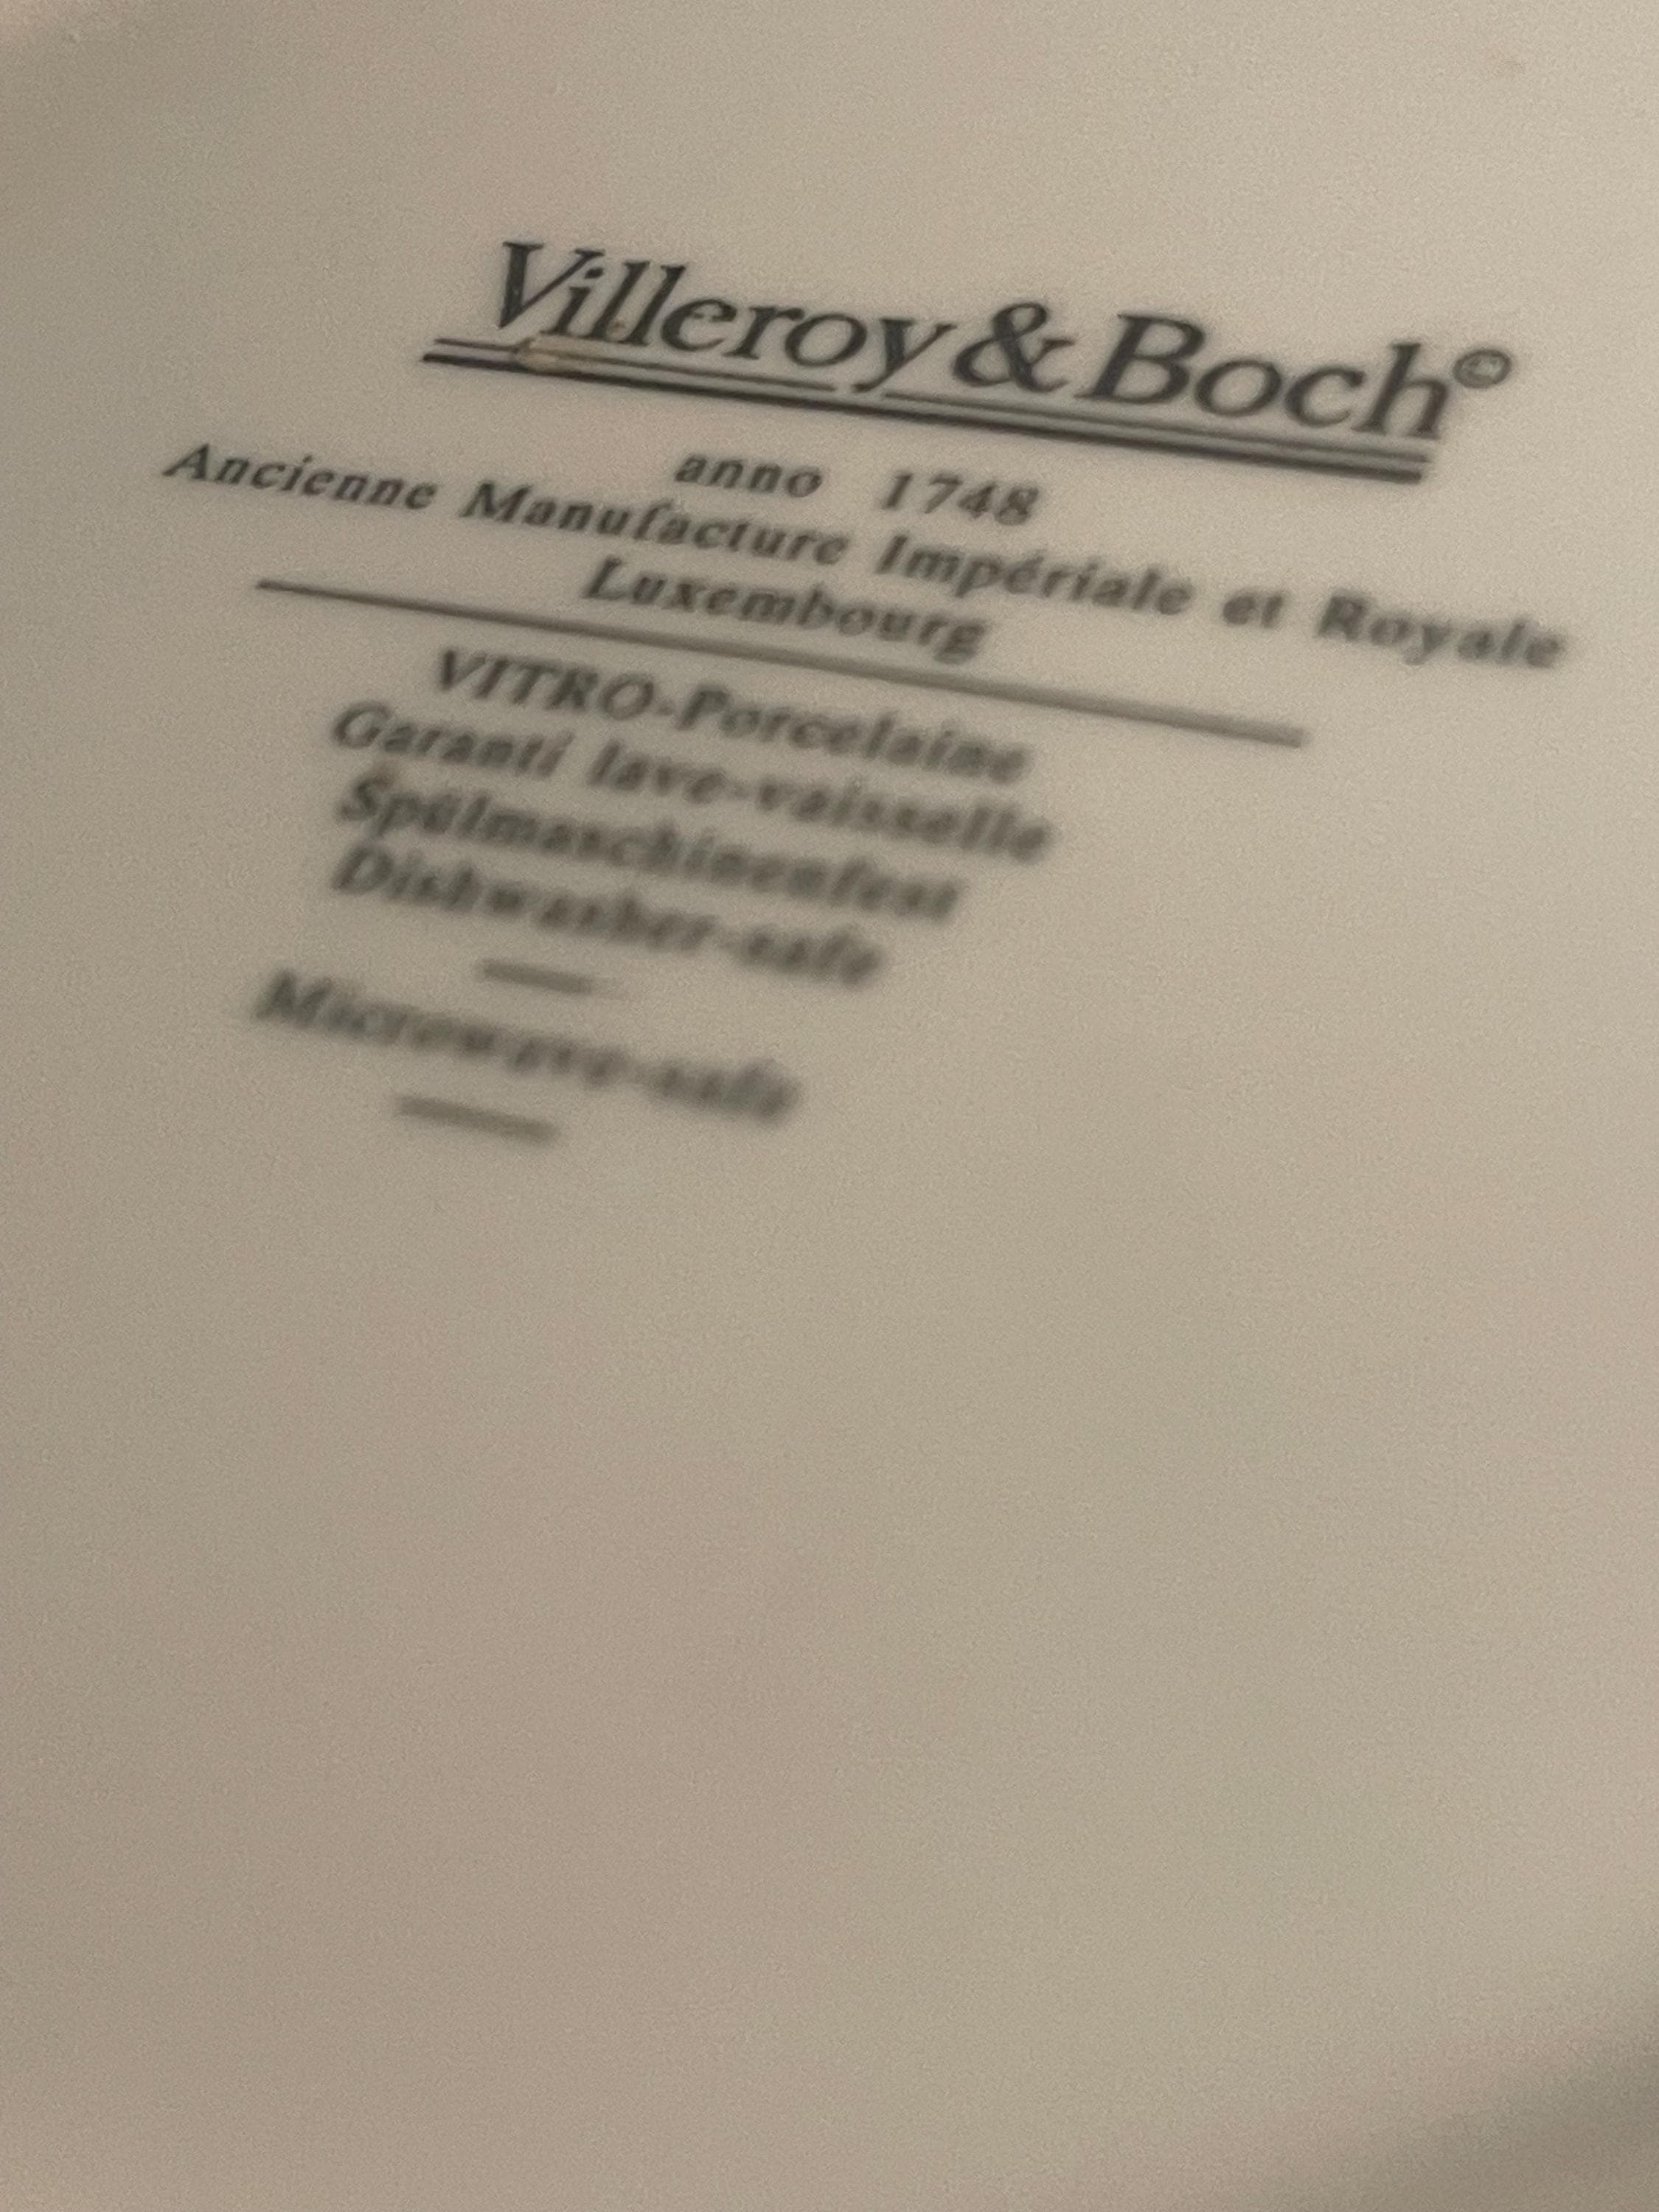 Villeroy & Boch©
anno 1748
Ancienne Manufacture Impériale et Royale
Luxembourg
VITRO-Porcelaine
Garanti lave-vaisselle
Spülmaschinenfest
Dishwasher-safe
Microwave-safe